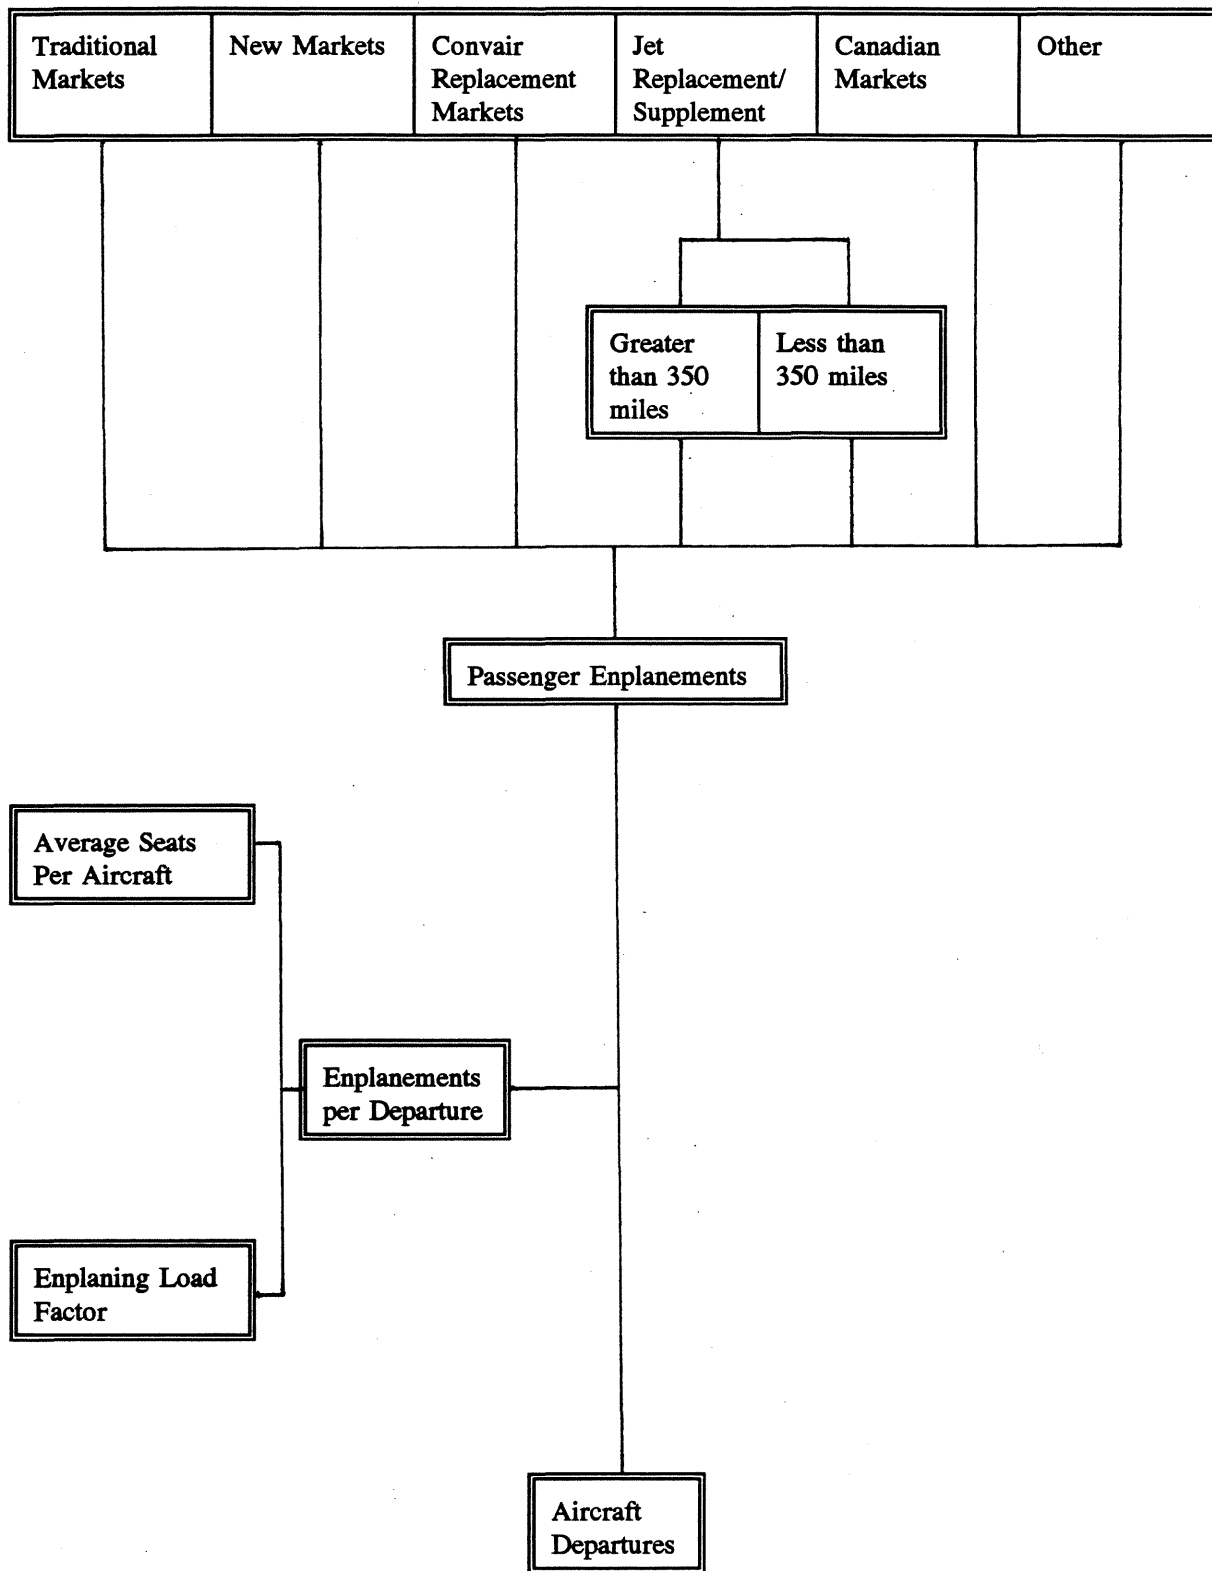 Traditional
Markets
New Markets
Convair
Replacement
Markets
Jet
Replacement/
Supplement
Canadian
Markets
Other
Greater
than 350
miles
Less than
350 miles
Passenger Enplanements
Average Seats
Per Aircraft
Enplanements
per Departure
Enplaning Load
Factor
Aircraft
Departures